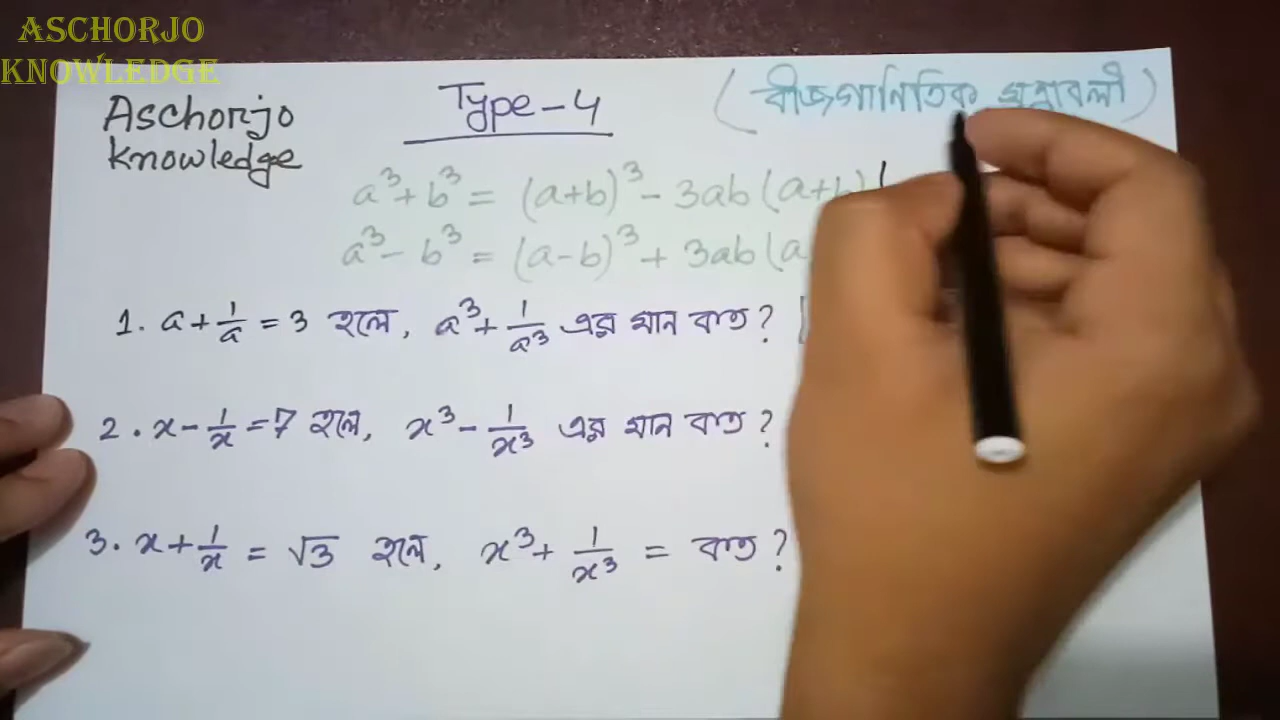 ASCHORJO
KNOWLEDGE
Aschorjo
Knowledge
Type-4
(বীজগানিতিক সূত্রাবলী)
a³+b³ = (a+b)³ - 3ab(a+b)
a³- b³ = (a-b)³ + 3ab(a
1. a+1/a = 3 হলে, a³+1/a³ এর মান কত?
2. x-1/x = 7 হলে, x³-1/x³ এর মান কত?
3. x+1/x = √3 হলে, x³+1/x³ = কত?